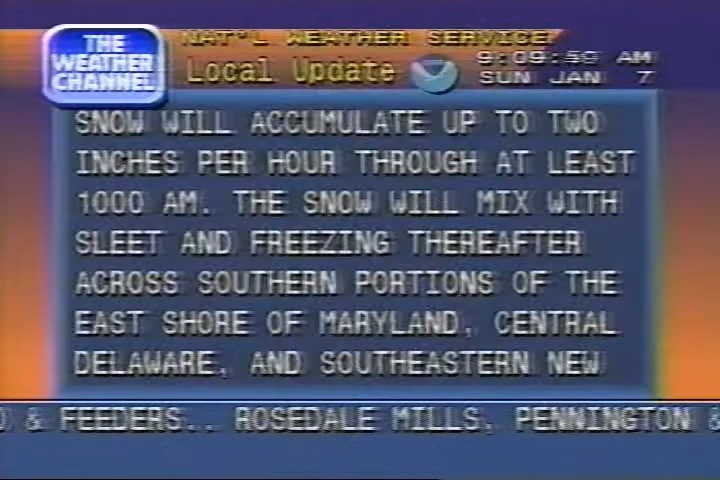 THE
WEATHER
CHANNEL
NAT'L WEATHER SERVICE
Local Update
9:09:50 AM
SUN JAN 7
SNOW WILL ACCUMULATE UP TO TWO
INCHES PER HOUR THROUGH AT LEAST
1000 AM. THE SNOW WILL MIX WITH
SLEET AND FREEZING THEREAFTER
ACROSS SOUTHERN PORTIONS OF THE
EAST SHORE OF MARYLAND, CENTRAL
DELAWARE, AND SOUTHEASTERN NEW
& FEEDERS.. ROSEDALE MILLS, PENNINGTON &